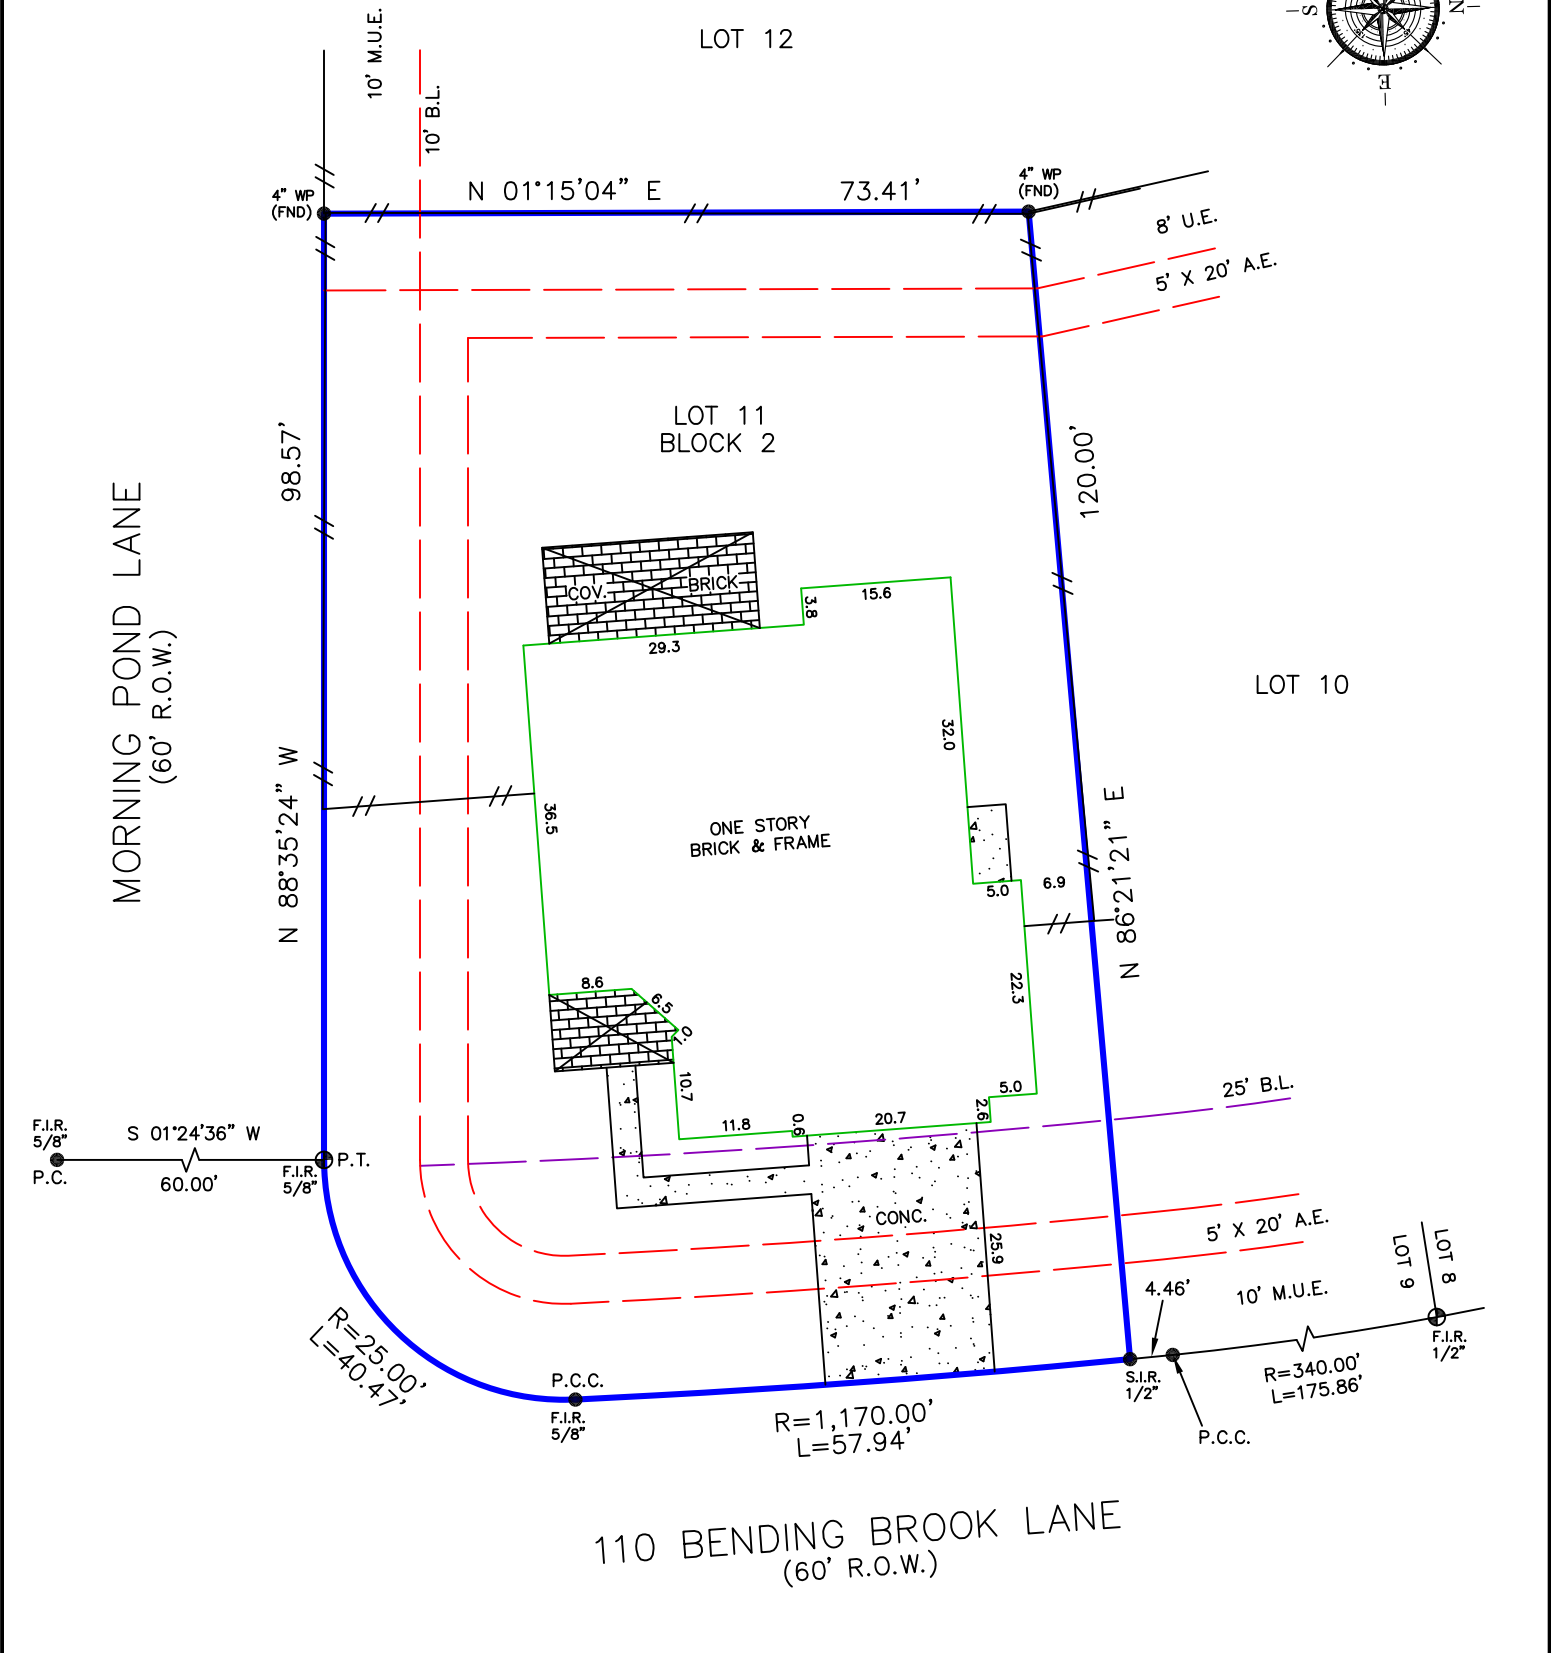 LOT 12
S
N
E
10' M.U.E.
10' B.L.
4" WP
(FND)
N 01°15'04" E
73.41'
4" WP
(FND)
8' U.E.
5' X 20' A.E.
LOT 11
BLOCK 2
98.57'
120.00'
MORNING POND LANE
(60' R.O.W.)
COV.
BRICK
15.6
3.8
29.3
32.0
LOT 10
N 88°35'24" W
36.5
ONE STORY
BRICK & FRAME
5.0
6.9
N 86°21'21" E
22.3
8.6
6.5
10.7
11.8
0.6
20.7
2.6
5.0
25' B.L.
F.I.R.
5/8"
P.C.
S 01°24'36" W
60.00'
F.I.R.
5/8"
P.T.
CONC.
25.9
5' X 20' A.E.
10' M.U.E.
4.46'
LOT 9
LOT 8
F.I.R.
1/2"
R=25.00'
L=40.47'
P.C.C.
F.I.R.
5/8"
R=1,170.00'
L=57.94'
S.I.R.
1/2"
R=340.00'
L=175.86'
P.C.C.
110 BENDING BROOK LANE
(60' R.O.W.)